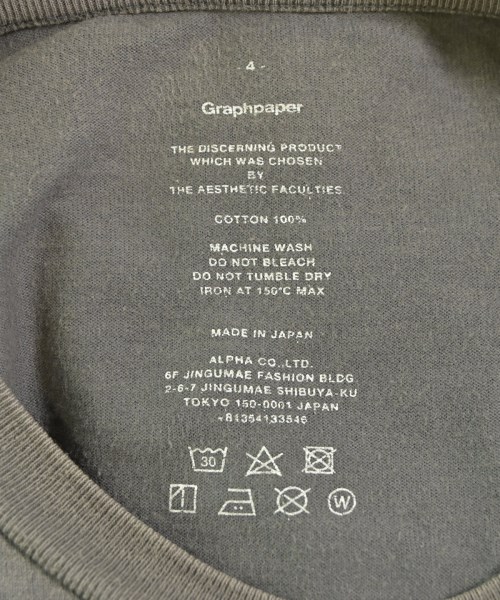 - 4 -
Graphpaper
THE DISCERNING PRODUCT
WHICH WAS CHOSEN
BY
THE AESTHETIC FACULTIES
COTTON 100%
MACHINE WASH
DO NOT BLEACH
DO NOT TUMBLE DRY
IRON AT 150°C MAX
MADE IN JAPAN
ALPHA CO.,LTD.
6F JINGUMAE FASHION BLDG
2-6-7 JINGUMAE SHIBUYA-KU
TOKYO 150-0001 JAPAN
+81354133546
30
W